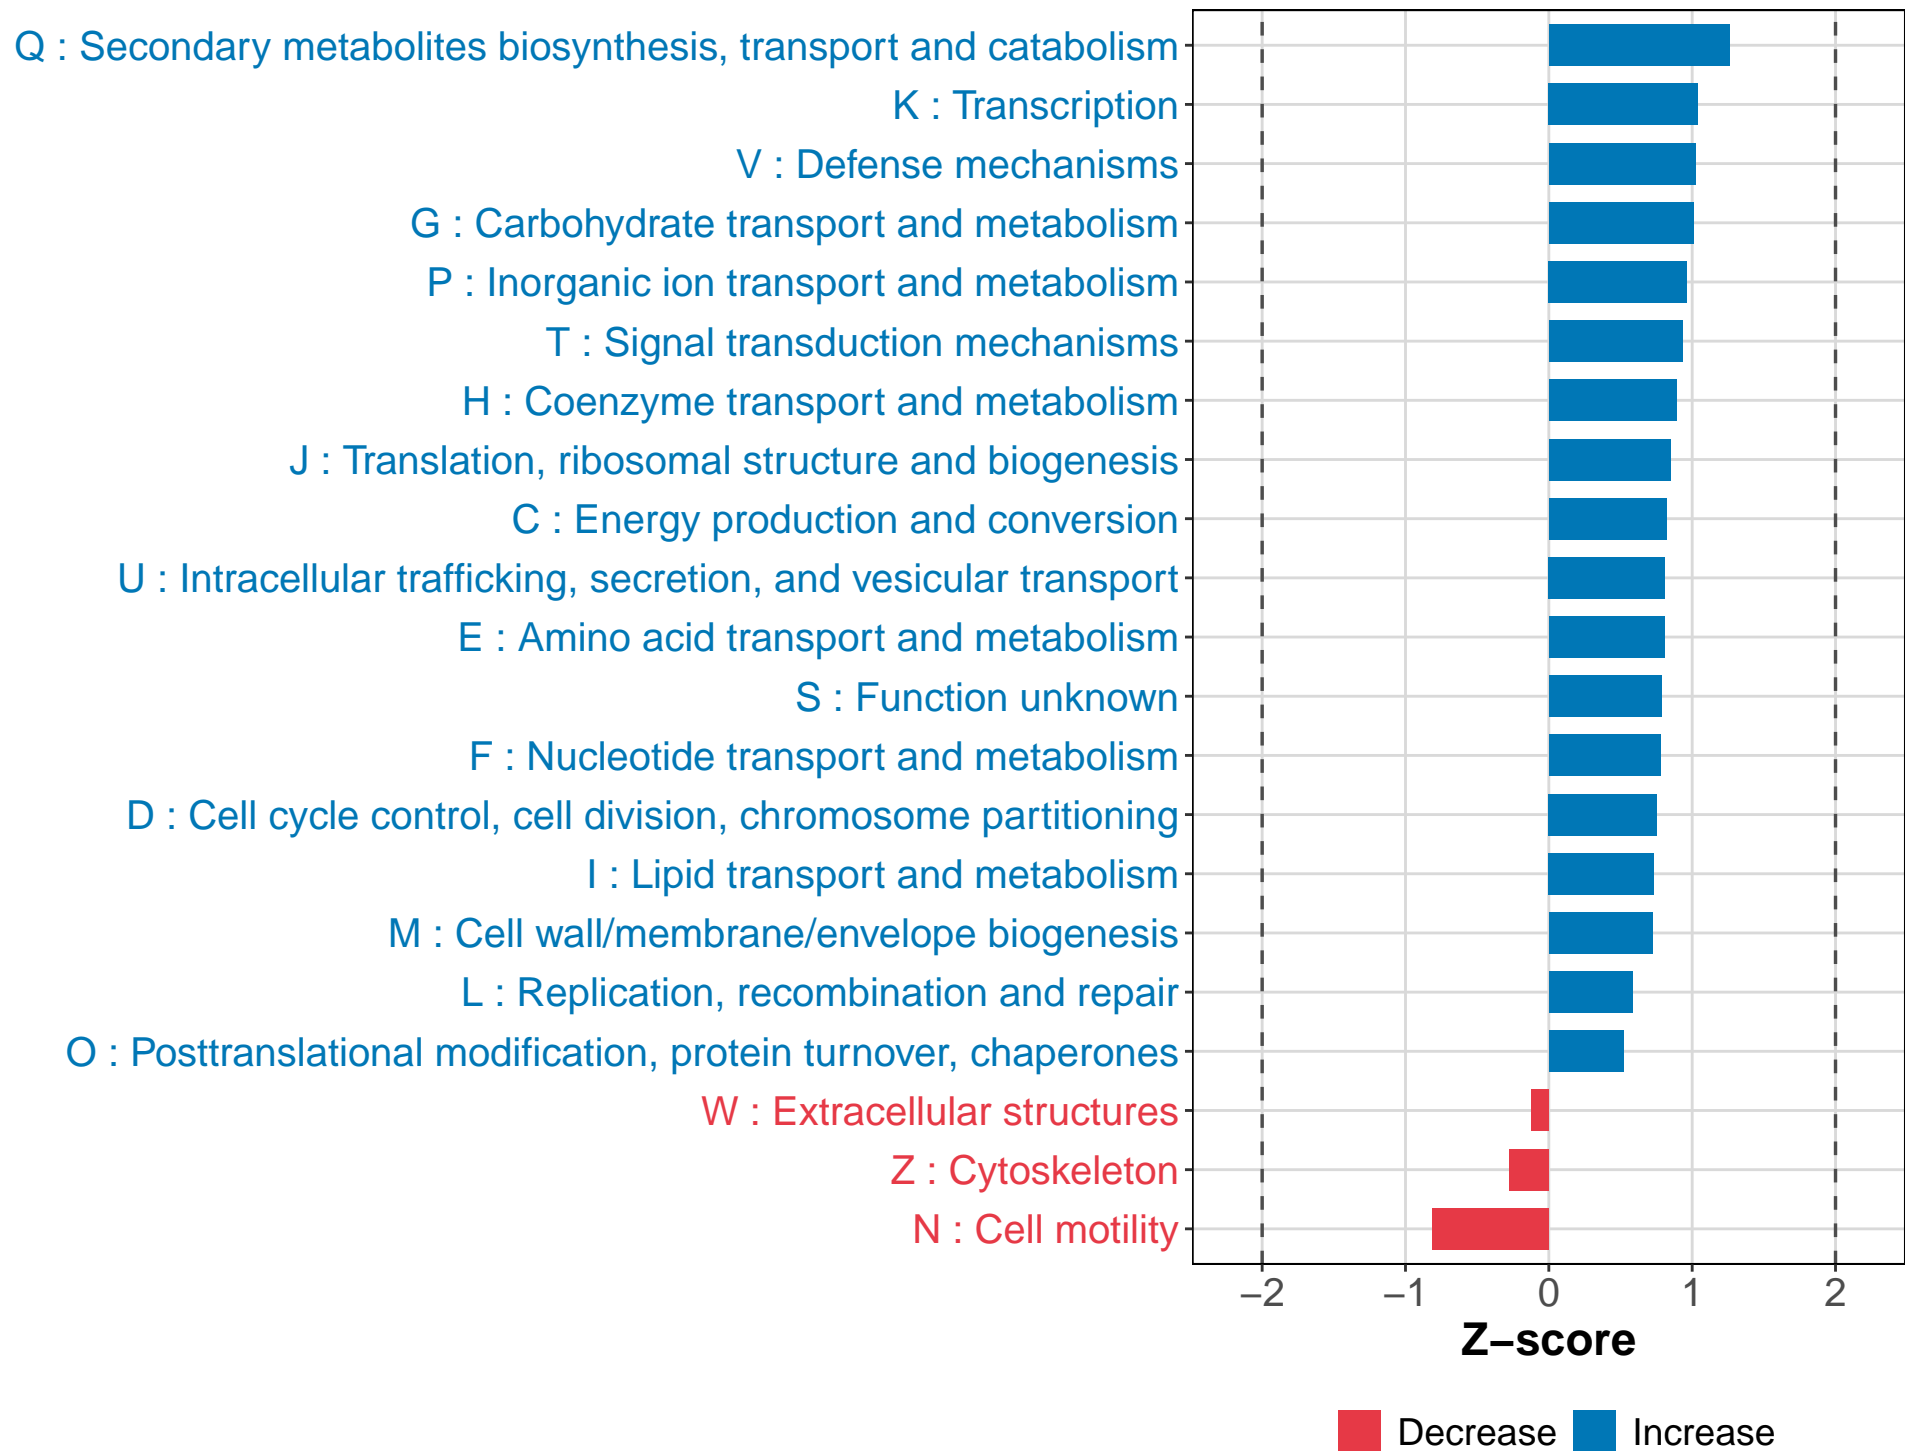 Q : Secondary metabolites biosynthesis, transport and catabolism
K : Transcription
V : Defense mechanisms
G : Carbohydrate transport and metabolism
P : Inorganic ion transport and metabolism
T : Signal transduction mechanisms
H : Coenzyme transport and metabolism
J : Translation, ribosomal structure and biogenesis
C : Energy production and conversion
U : Intracellular trafficking, secretion, and vesicular transport
E : Amino acid transport and metabolism
S : Function unknown
F : Nucleotide transport and metabolism
D : Cell cycle control, cell division, chromosome partitioning
I : Lipid transport and metabolism
M : Cell wall/membrane/envelope biogenesis
L : Replication, recombination and repair
O : Posttranslational modification, protein turnover, chaperones
W : Extracellular structures
Z : Cytoskeleton
N : Cell motility
−2 −1 0 1 2
Z−score
Decrease Increase